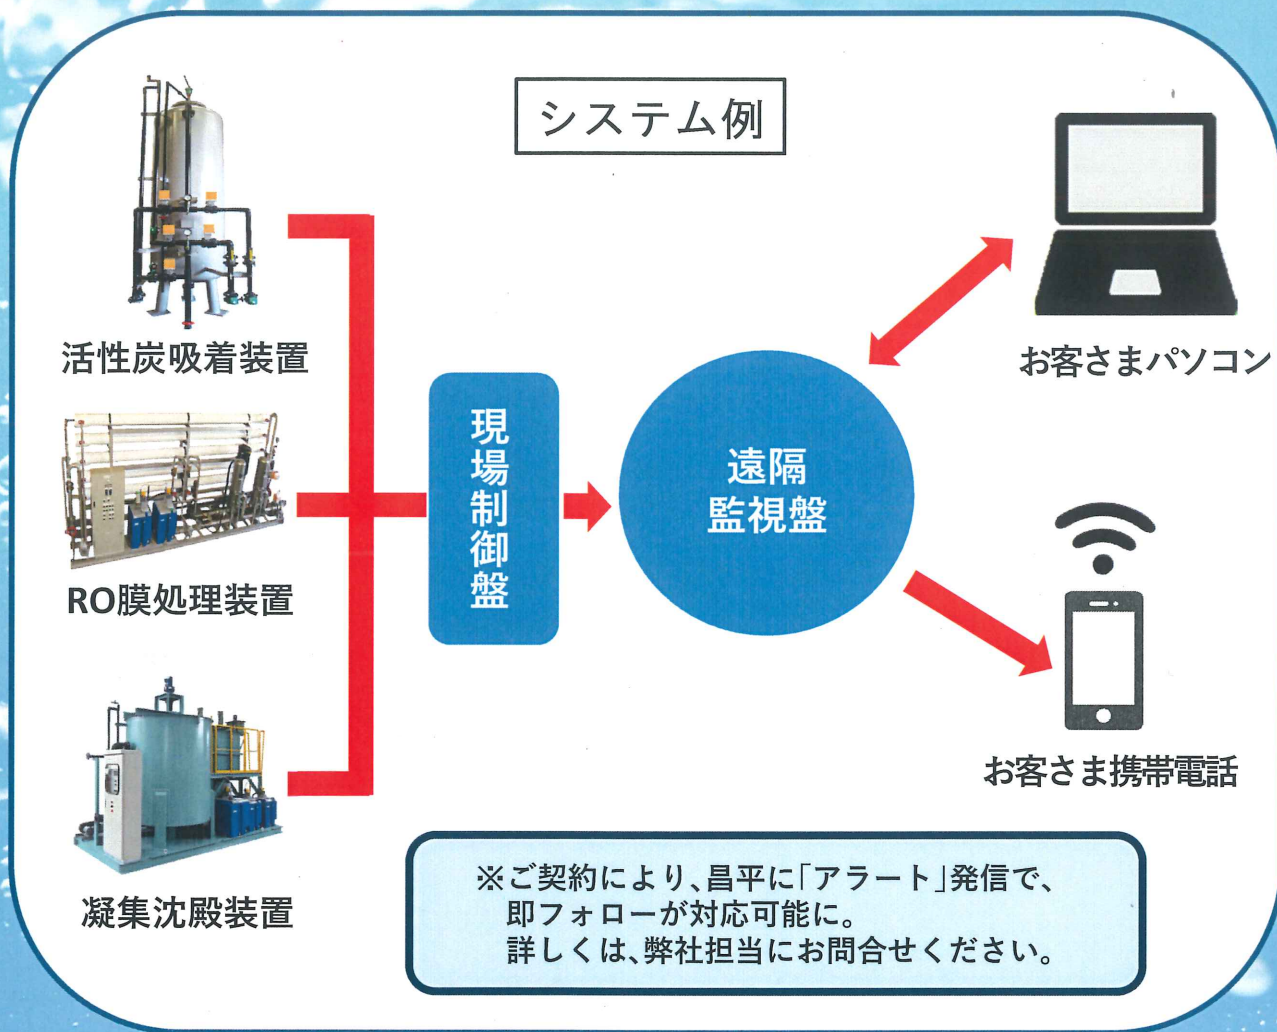 システム例
活性炭吸着装置
RO膜処理装置
凝集沈殿装置
現場制御盤
遠隔
監視盤
お客さまパソコン
お客さま携帯電話
※ご契約により、昌平に「アラート」発信で、
即フォローが対応可能に。
詳しくは、弊社担当にお問合せください。